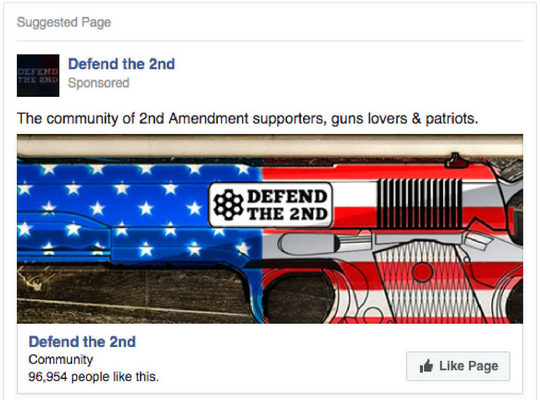 Suggested Page
DEFEND
THE 2ND
Defend the 2nd
Sponsored
The community of 2nd Amendment supporters, guns lovers & patriots.
DEFEND
THE 2ND
Defend the 2nd
Community
96,954 people like this.
Like Page